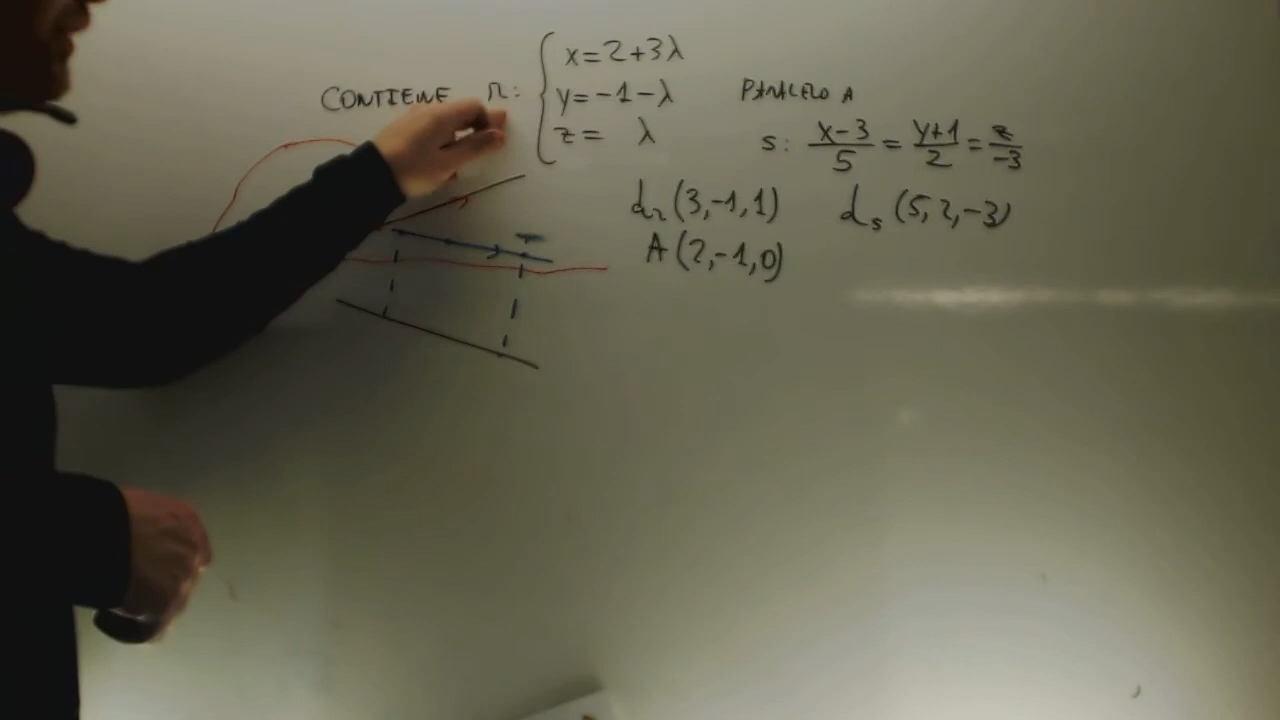 CONTIENE r: { x=2+3λ
y=-1-λ
z= λ
PARALELO A
s: x-3/5 = y+1/2 = z/-3
dr(3,-1,1) ds(5,2,-3)
A(2,-1,0)